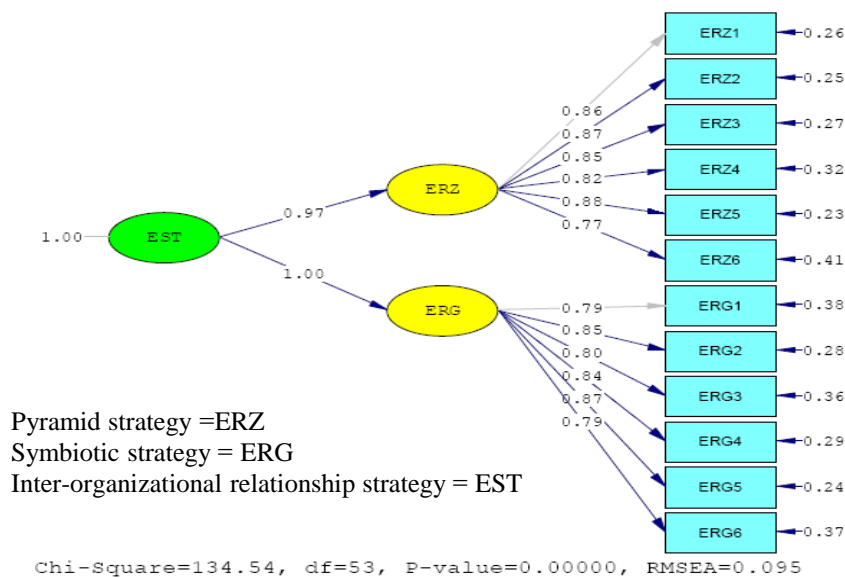 ERZ1
0.26
ERZ2
0.25
0.86
0.87
ERZ3
0.27
0.85
0.82
ERZ4
0.32
ERZ
0.88
0.97
ERZ5
0.23
0.77
1.00
EST
ERZ6
0.41
1.00
ERG1
0.38
ERG
0.79
0.85
ERG2
0.28
0.80
0.84
ERG3
0.36
0.87
0.79
ERG4
0.29
ERG5
0.24
ERG6
0.37
Pyramid strategy =ERZ
Symbiotic strategy = ERG
Inter-organizational relationship strategy = EST
Chi-Square=134.54, df=53, P-value=0.00000, RMSEA=0.095